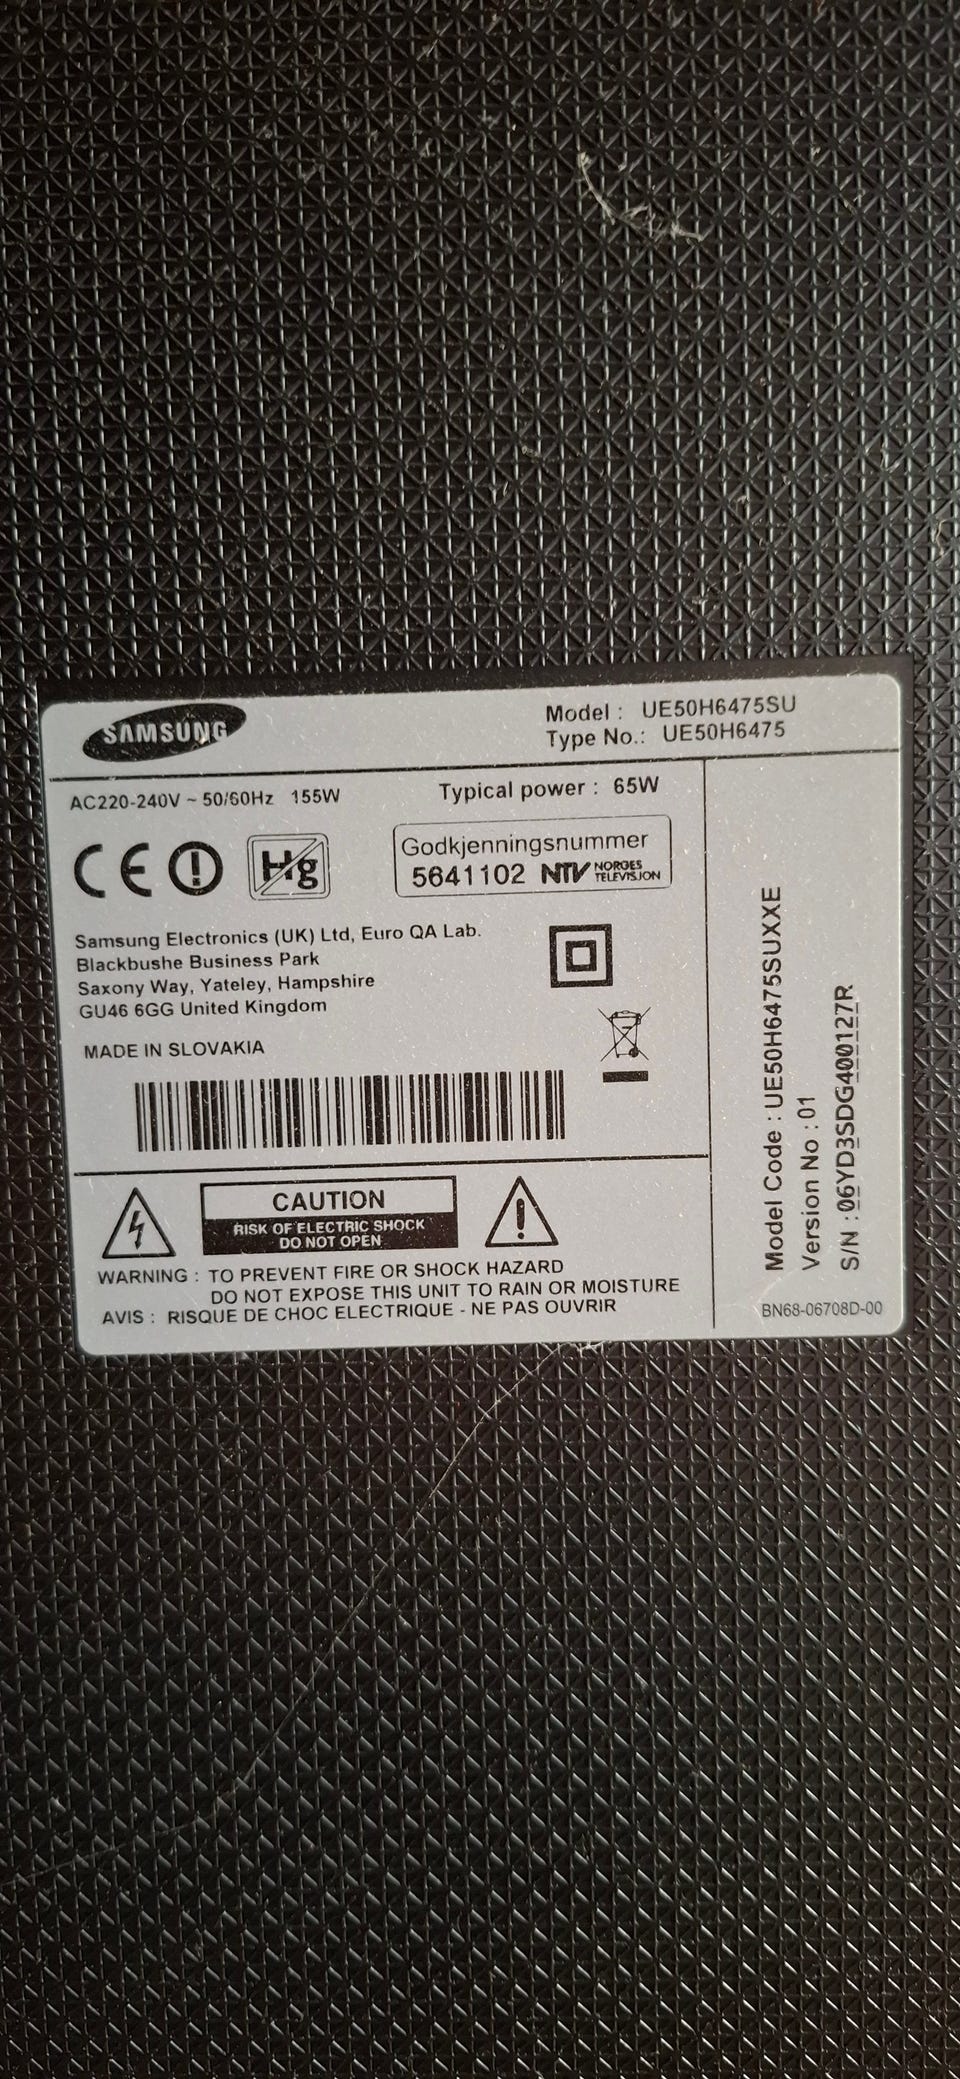 SAMSUNG
Model : UE50H6475SU
Type No.: UE50H6475
AC220-240V ~ 50/60Hz 155W
Typical power : 65W
CE
Hg
Godkjenningsnummer
5641102 NTV NORGES TELEVISJON
Samsung Electronics (UK) Ltd, Euro QA Lab.
Blackbushe Business Park
Saxony Way, Yateley, Hampshire
GU46 6GG United Kingdom
MADE IN SLOVAKIA
CAUTION
RISK OF ELECTRIC SHOCK
DO NOT OPEN
WARNING : TO PREVENT FIRE OR SHOCK HAZARD
DO NOT EXPOSE THIS UNIT TO RAIN OR MOISTURE
AVIS : RISQUE DE CHOC ELECTRIQUE - NE PAS OUVRIR
Model Code : UE50H6475SUXXE
Version No : 01
S/N : 06YD3SDG400127R
BN68-06708D-00